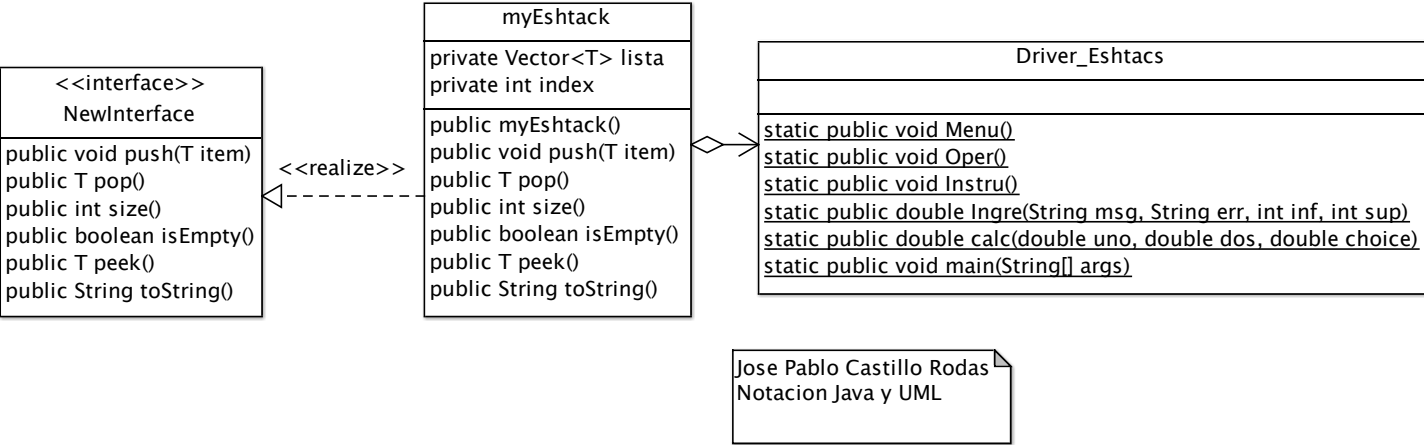 <<interface>>
NewInterface
public void push(T item)
public T pop()
public int size()
public boolean isEmpty()
public T peek()
public String toString()
<<realize>>
myEshtack
private Vector<T> lista
private int index
public myEshtack()
public void push(T item)
public T pop()
public int size()
public boolean isEmpty()
public T peek()
public String toString()
Driver_Eshtacs
static public void Menu()
static public void Oper()
static public void Instru()
static public double Ingre(String msg, String err, int inf, int sup)
static public double calc(double uno, double dos, double choice)
static public void main(String[] args)
Jose Pablo Castillo Rodas
Notacion Java y UML